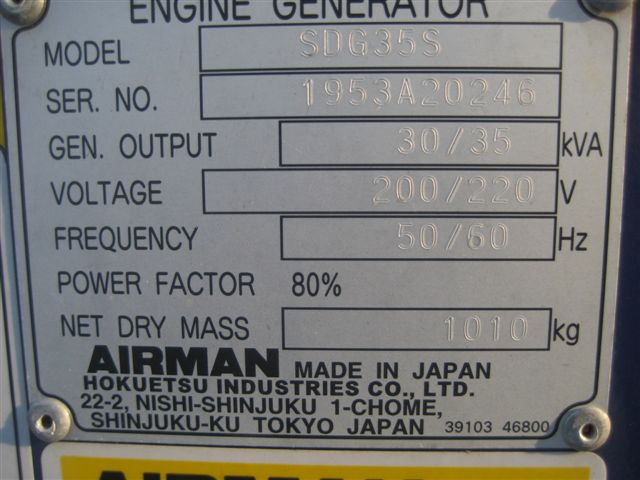 ENGINE GENERATOR
MODEL SDG35S
SER. NO. 1953A20246
GEN. OUTPUT 30/35 kVA
VOLTAGE 200/220 V
FREQUENCY 50/60 Hz
POWER FACTOR 80%
NET DRY MASS 1010 kg
AIRMAN MADE IN JAPAN
HOKUETSU INDUSTRIES CO., LTD.
22-2, NISHI-SHINJUKU 1-CHOME,
SHINJUKU-KU TOKYO JAPAN 39103 46800
AIRMAN